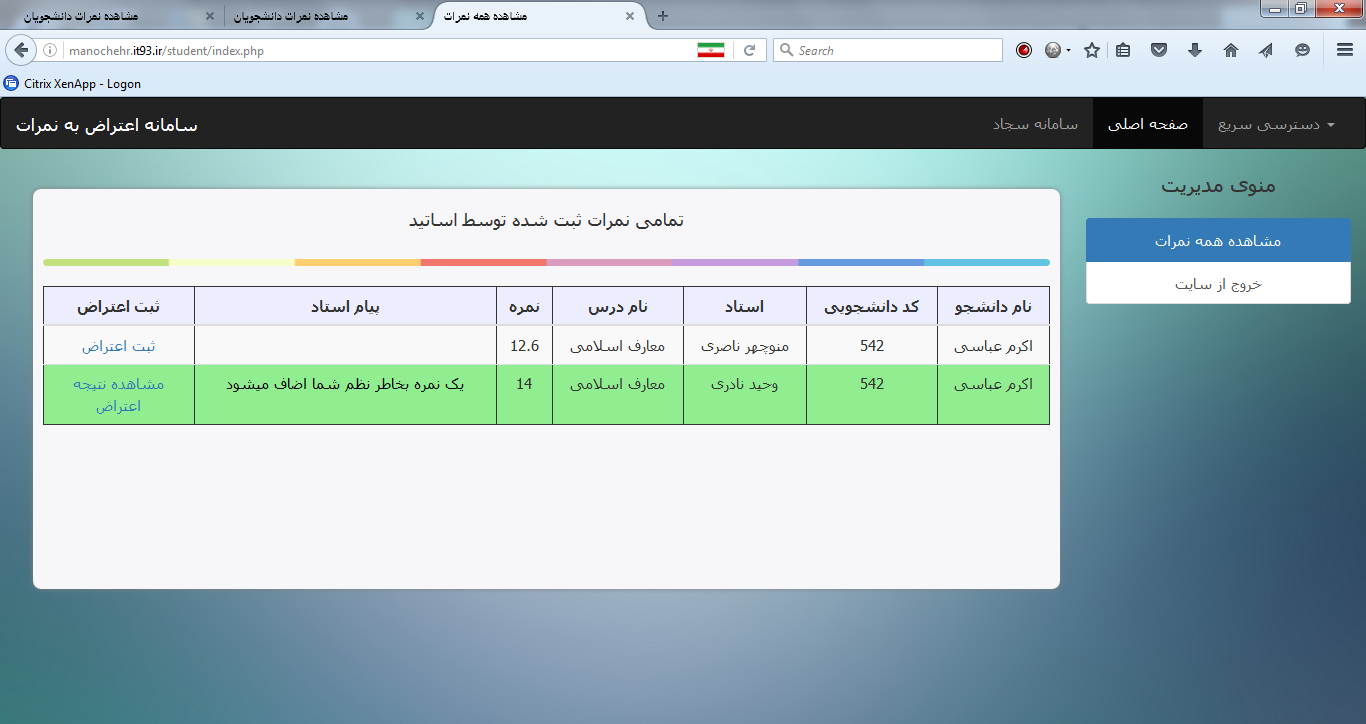 مشاهده نمرات دانشجویان
مشاهده نمرات دانشجویان
مشاهده همه نمرات
manochehr.it93.ir/student/index.php
Search
Citrix XenApp - Logon
سامانه اعتراض به نمرات
دسترسی سریع
صفحه اصلی
سامانه سجاد
منوی مدیریت
مشاهده همه نمرات
خروج از سایت
تمامی نمرات ثبت شده توسط اساتید
نام دانشجو کد دانشجویی استاد نام درس نمره پیام استاد ثبت اعتراض
اکرم عباسی 542 منوچهر ناصری معارف اسلامی 12.6 ثبت اعتراض
اکرم عباسی 542 وحید نادری معارف اسلامی 14 یک نمره بخاطر نظم شما اضاف میشود مشاهده نتیجه
اعتراض